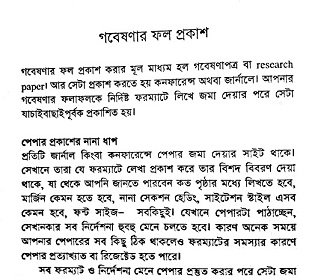 গবেষণার ফল প্রকাশ
গবেষণার ফল প্রকাশ করার মূল মাধ্যম হল গবেষণাপত্র বা research
paper। আর সেটা প্রকাশ করতে হয় কনফারেন্স অথবা জার্নালে। আপনার
গবেষণার ফলাফলকে নির্দিষ্ট ফরম্যাটে লিখে জমা দেয়ার পরে সেটা
যাচাইবাছাইপূর্বক প্রকাশিত হয়।
পেপার প্রকাশের নানা ধাপ
প্রতিটি জার্নাল কিংবা কনফারেন্সে পেপার জমা দেয়ার সাইট থাকে।
সেখানে তারা যে ফরম্যাটে লেখা প্রকাশ করে তার বিশদ বিবরণ দেয়া
থাকে, যা থেকে আপনি জানতে পারবেন কত পৃষ্ঠার মধ্যে লিখতে হবে,
মার্জিন কেমন হতে হবে, নানা সেকশন হেডিং, সাইটেশন স্টাইল এসব
কেমন হবে, ফন্ট সাইজ– সবকিছুই। যেখানে পেপারটা পাঠাচ্ছেন,
সেখানকার সব নির্দেশনা হুবহু মেনে চলতে হবে। কারণ অনেক সময়ে
আপনার পেপারের সব কিছু ঠিক থাকলেও ফরম্যাটের সমস্যার কারণে
পেপার প্রত্যাখ্যাত বা রিজেক্টেড হতে পারে।
সব ফরম্যাট ও নির্দেশনা মেনে পেপার প্রস্তুত করার পরে সেটা জমা